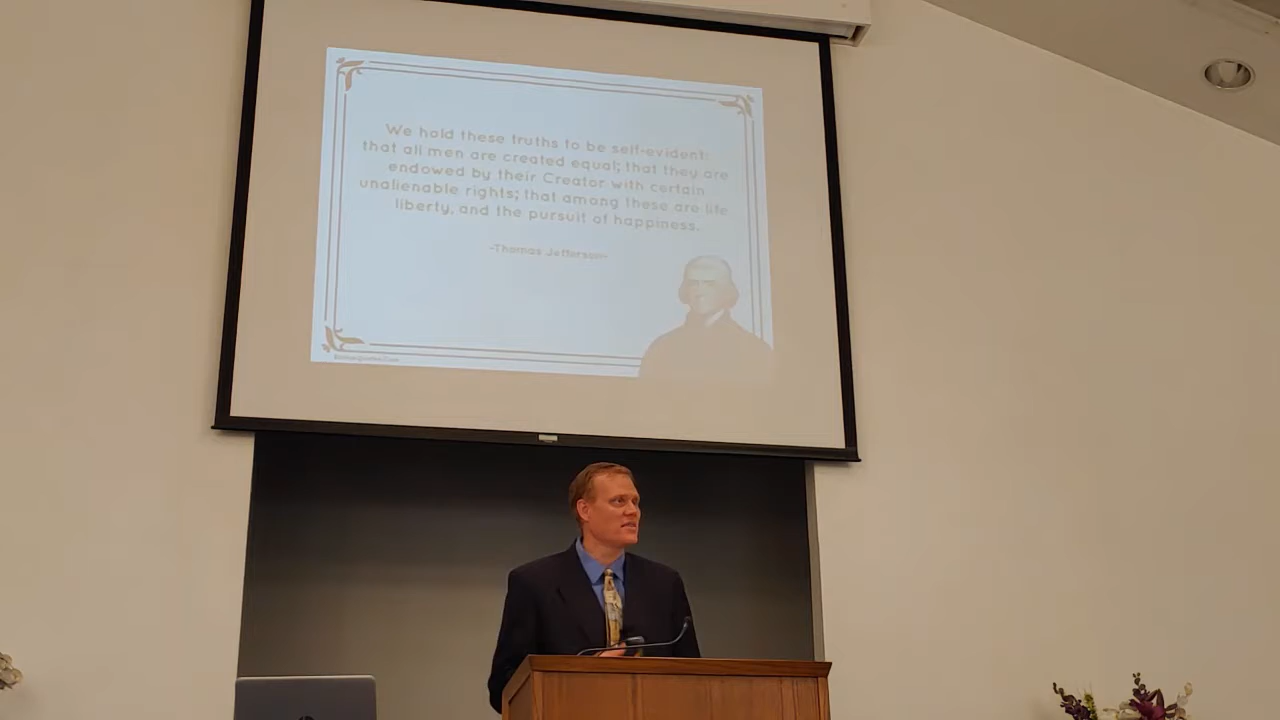 We hold these truths to be self-evident:
that all men are created equal; that they are
endowed by their Creator with certain
unalienable rights; that among these are life
liberty, and the pursuit of happiness.
-Thomas Jefferson-